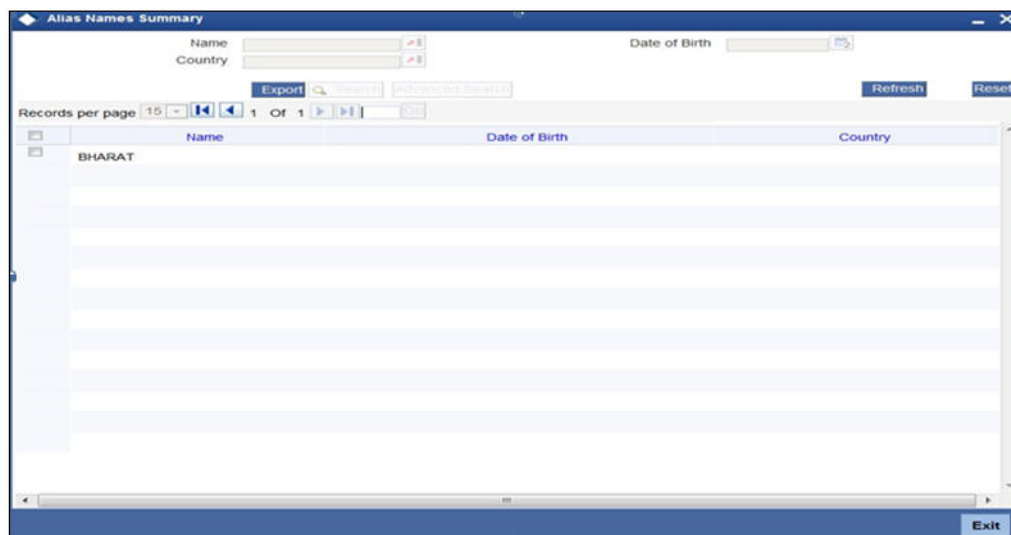 Alias Names Summary
Name Date of Birth
Country
Export Search Advanced Search Refresh Reset
Records per page 15 1 Of 1 Go
Name Date of Birth Country
BHARAT
Exit